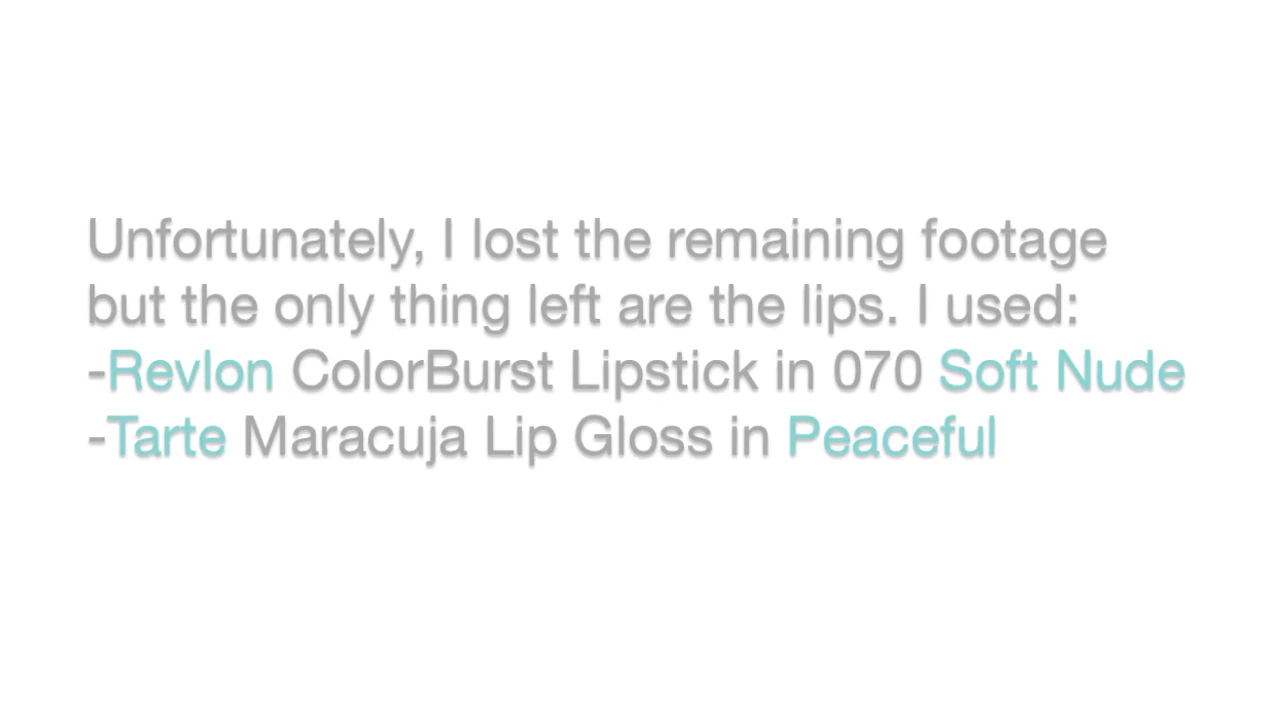 Unfortunately, I lost the remaining footage
but the only thing left are the lips. I used:
-Revlon ColorBurst Lipstick in 070 Soft Nude
-Tarte Maracuja Lip Gloss in Peaceful